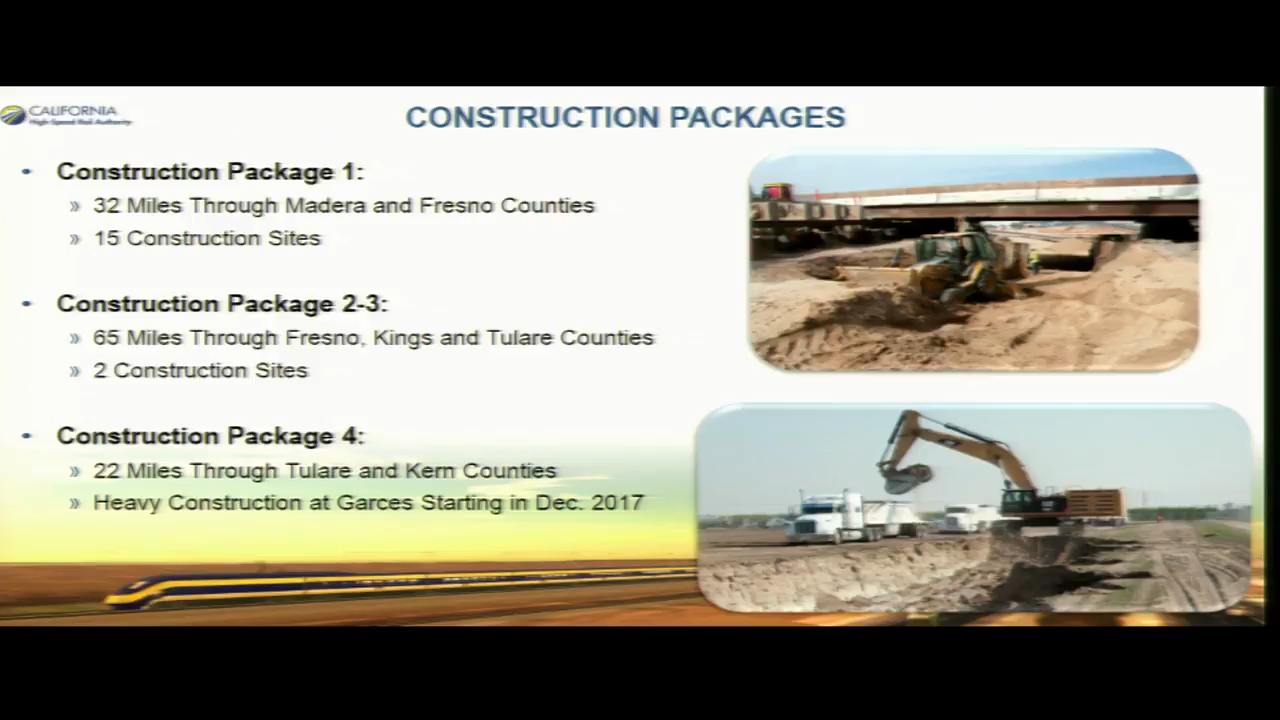 CALIFORNIA
High-Speed Rail Authority
CONSTRUCTION PACKAGES
• Construction Package 1:
» 32 Miles Through Madera and Fresno Counties
» 15 Construction Sites
• Construction Package 2-3:
» 65 Miles Through Fresno, Kings and Tulare Counties
» 2 Construction Sites
• Construction Package 4:
» 22 Miles Through Tulare and Kern Counties
» Heavy Construction at Garces Starting in Dec. 2017